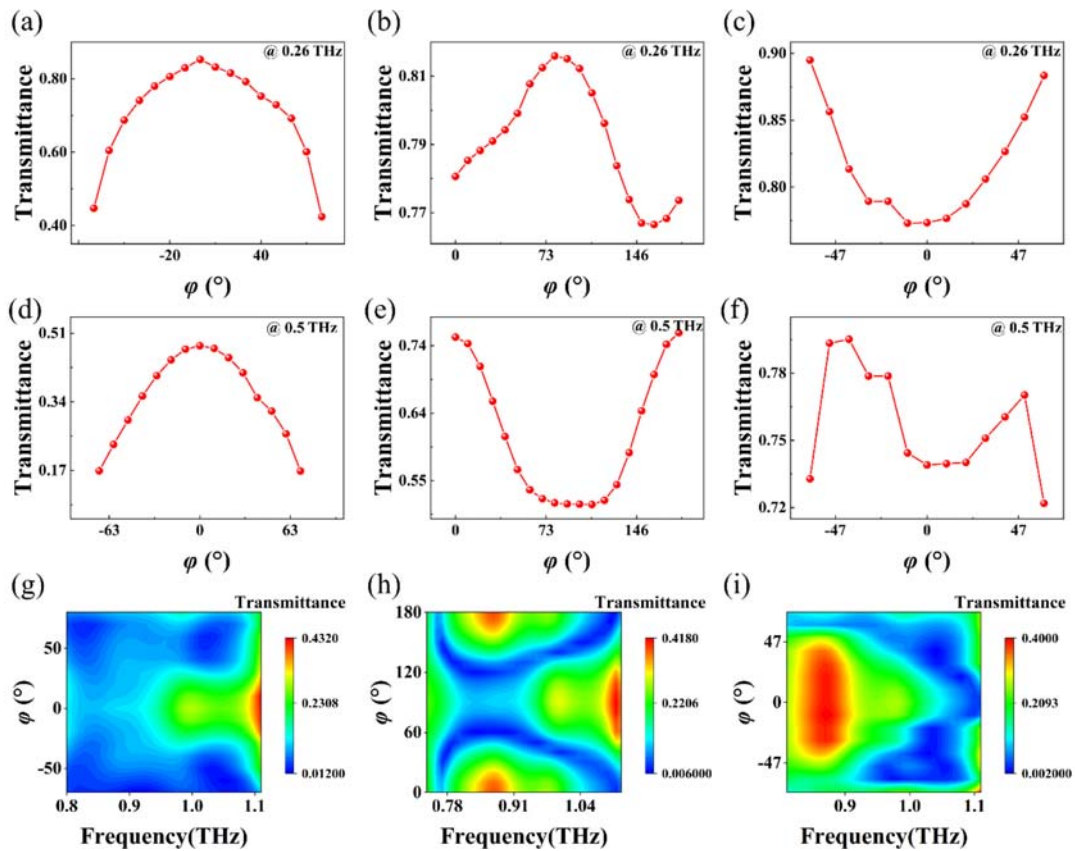 (a)
@ 0.26 THz
0.80
0.60
0.40
Transmittance
-20
40
φ (°)
(b)
@ 0.26 THz
0.81
0.79
0.77
Transmittance
0
73
146
φ (°)
(c)
@ 0.26 THz
0.90
0.85
0.80
Transmittance
-47
0
47
φ (°)
(d)
@ 0.5 THz
0.51
0.34
0.17
Transmittance
-63
0
63
φ (°)
(e)
@ 0.5 THz
0.74
0.64
0.55
Transmittance
0
73
146
φ (°)
(f)
@ 0.5 THz
0.78
0.75
0.72
Transmittance
-47
0
47
φ (°)
(g)
Transmittance
0.4320
0.2308
0.01200
50
0
-50
φ (°)
0.8
0.9
1.0
1.1
Frequency(THz)
(h)
Transmittance
0.4180
0.2206
0.006000
180
120
60
0
φ (°)
0.78
0.91
1.04
Frequency(THz)
(i)
Transmittance
0.4000
0.2093
0.002000
47
0
-47
φ (°)
0.9
1.0
1.1
Frequency(THz)